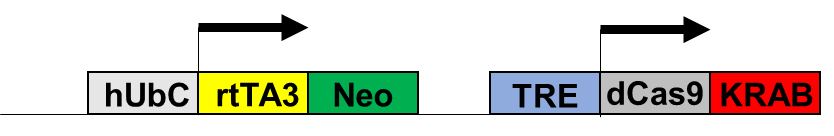 hUbC rtTA3 Neo TRE dCas9 KRAB